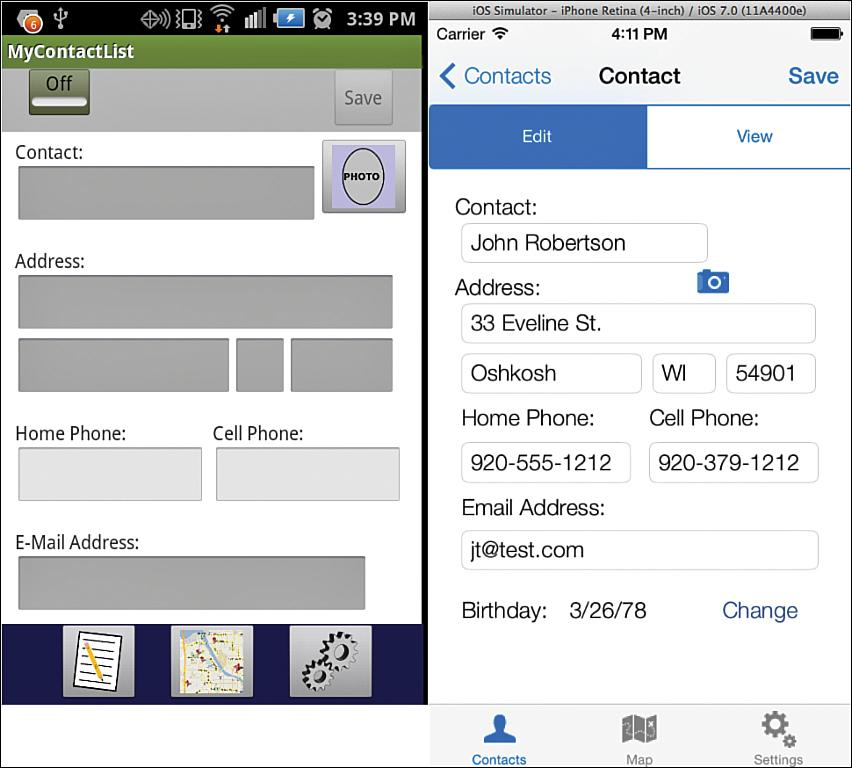 6
3:39 PM
MyContactList
Off
Save
Contact:
PHOTO
Address:
Home Phone: Cell Phone:
E-Mail Address:
iOS Simulator – iPhone Retina (4-inch) / iOS 7.0 (11A4400e)
Carrier 4:11 PM
Contacts Contact Save
Edit View
Contact:
John Robertson
Address:
33 Eveline St.
Oshkosh WI 54901
Home Phone: Cell Phone:
920-555-1212 920-379-1212
Email Address:
jt@test.com
Birthday: 3/26/78 Change
Contacts Map Settings